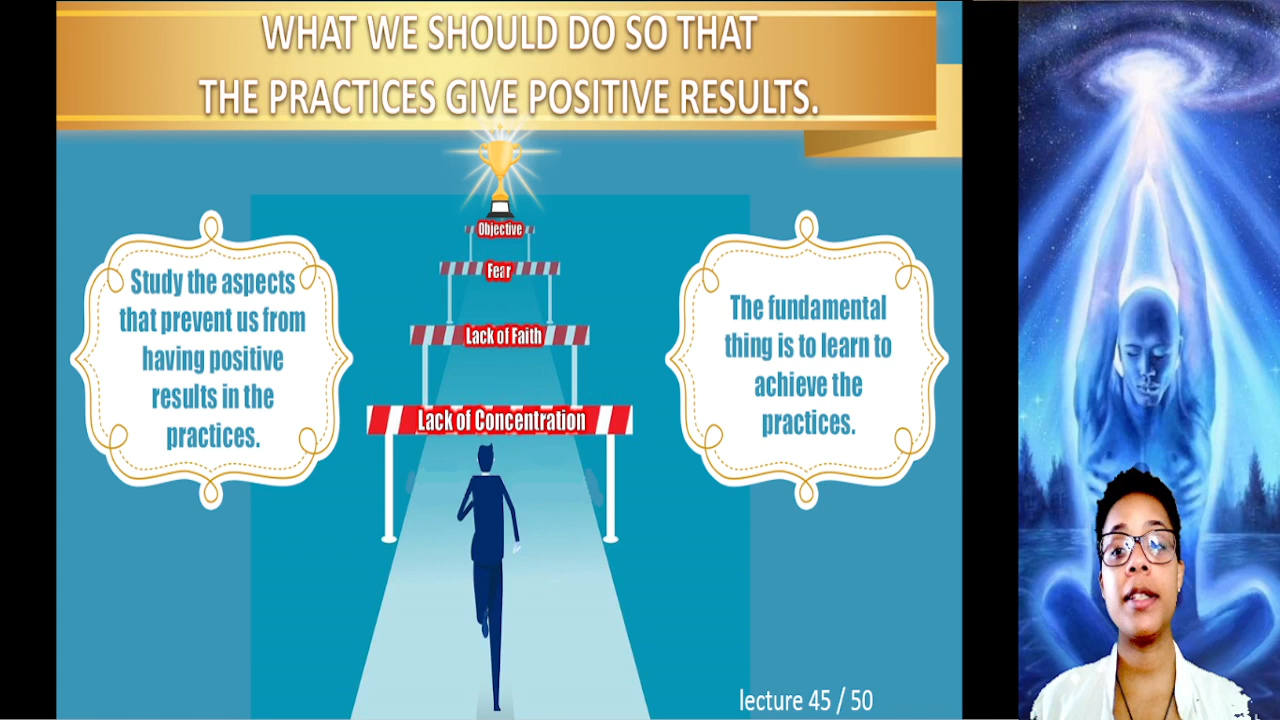 WHAT WE SHOULD DO SO THAT
THE PRACTICES GIVE POSITIVE RESULTS.
Objective
Fear
Lack of Faith
Lack of Concentration
Study the aspects
that prevent us from
having positive
results in the
practices.
The fundamental
thing is to learn to
achieve the
practices.
lecture 45 / 50